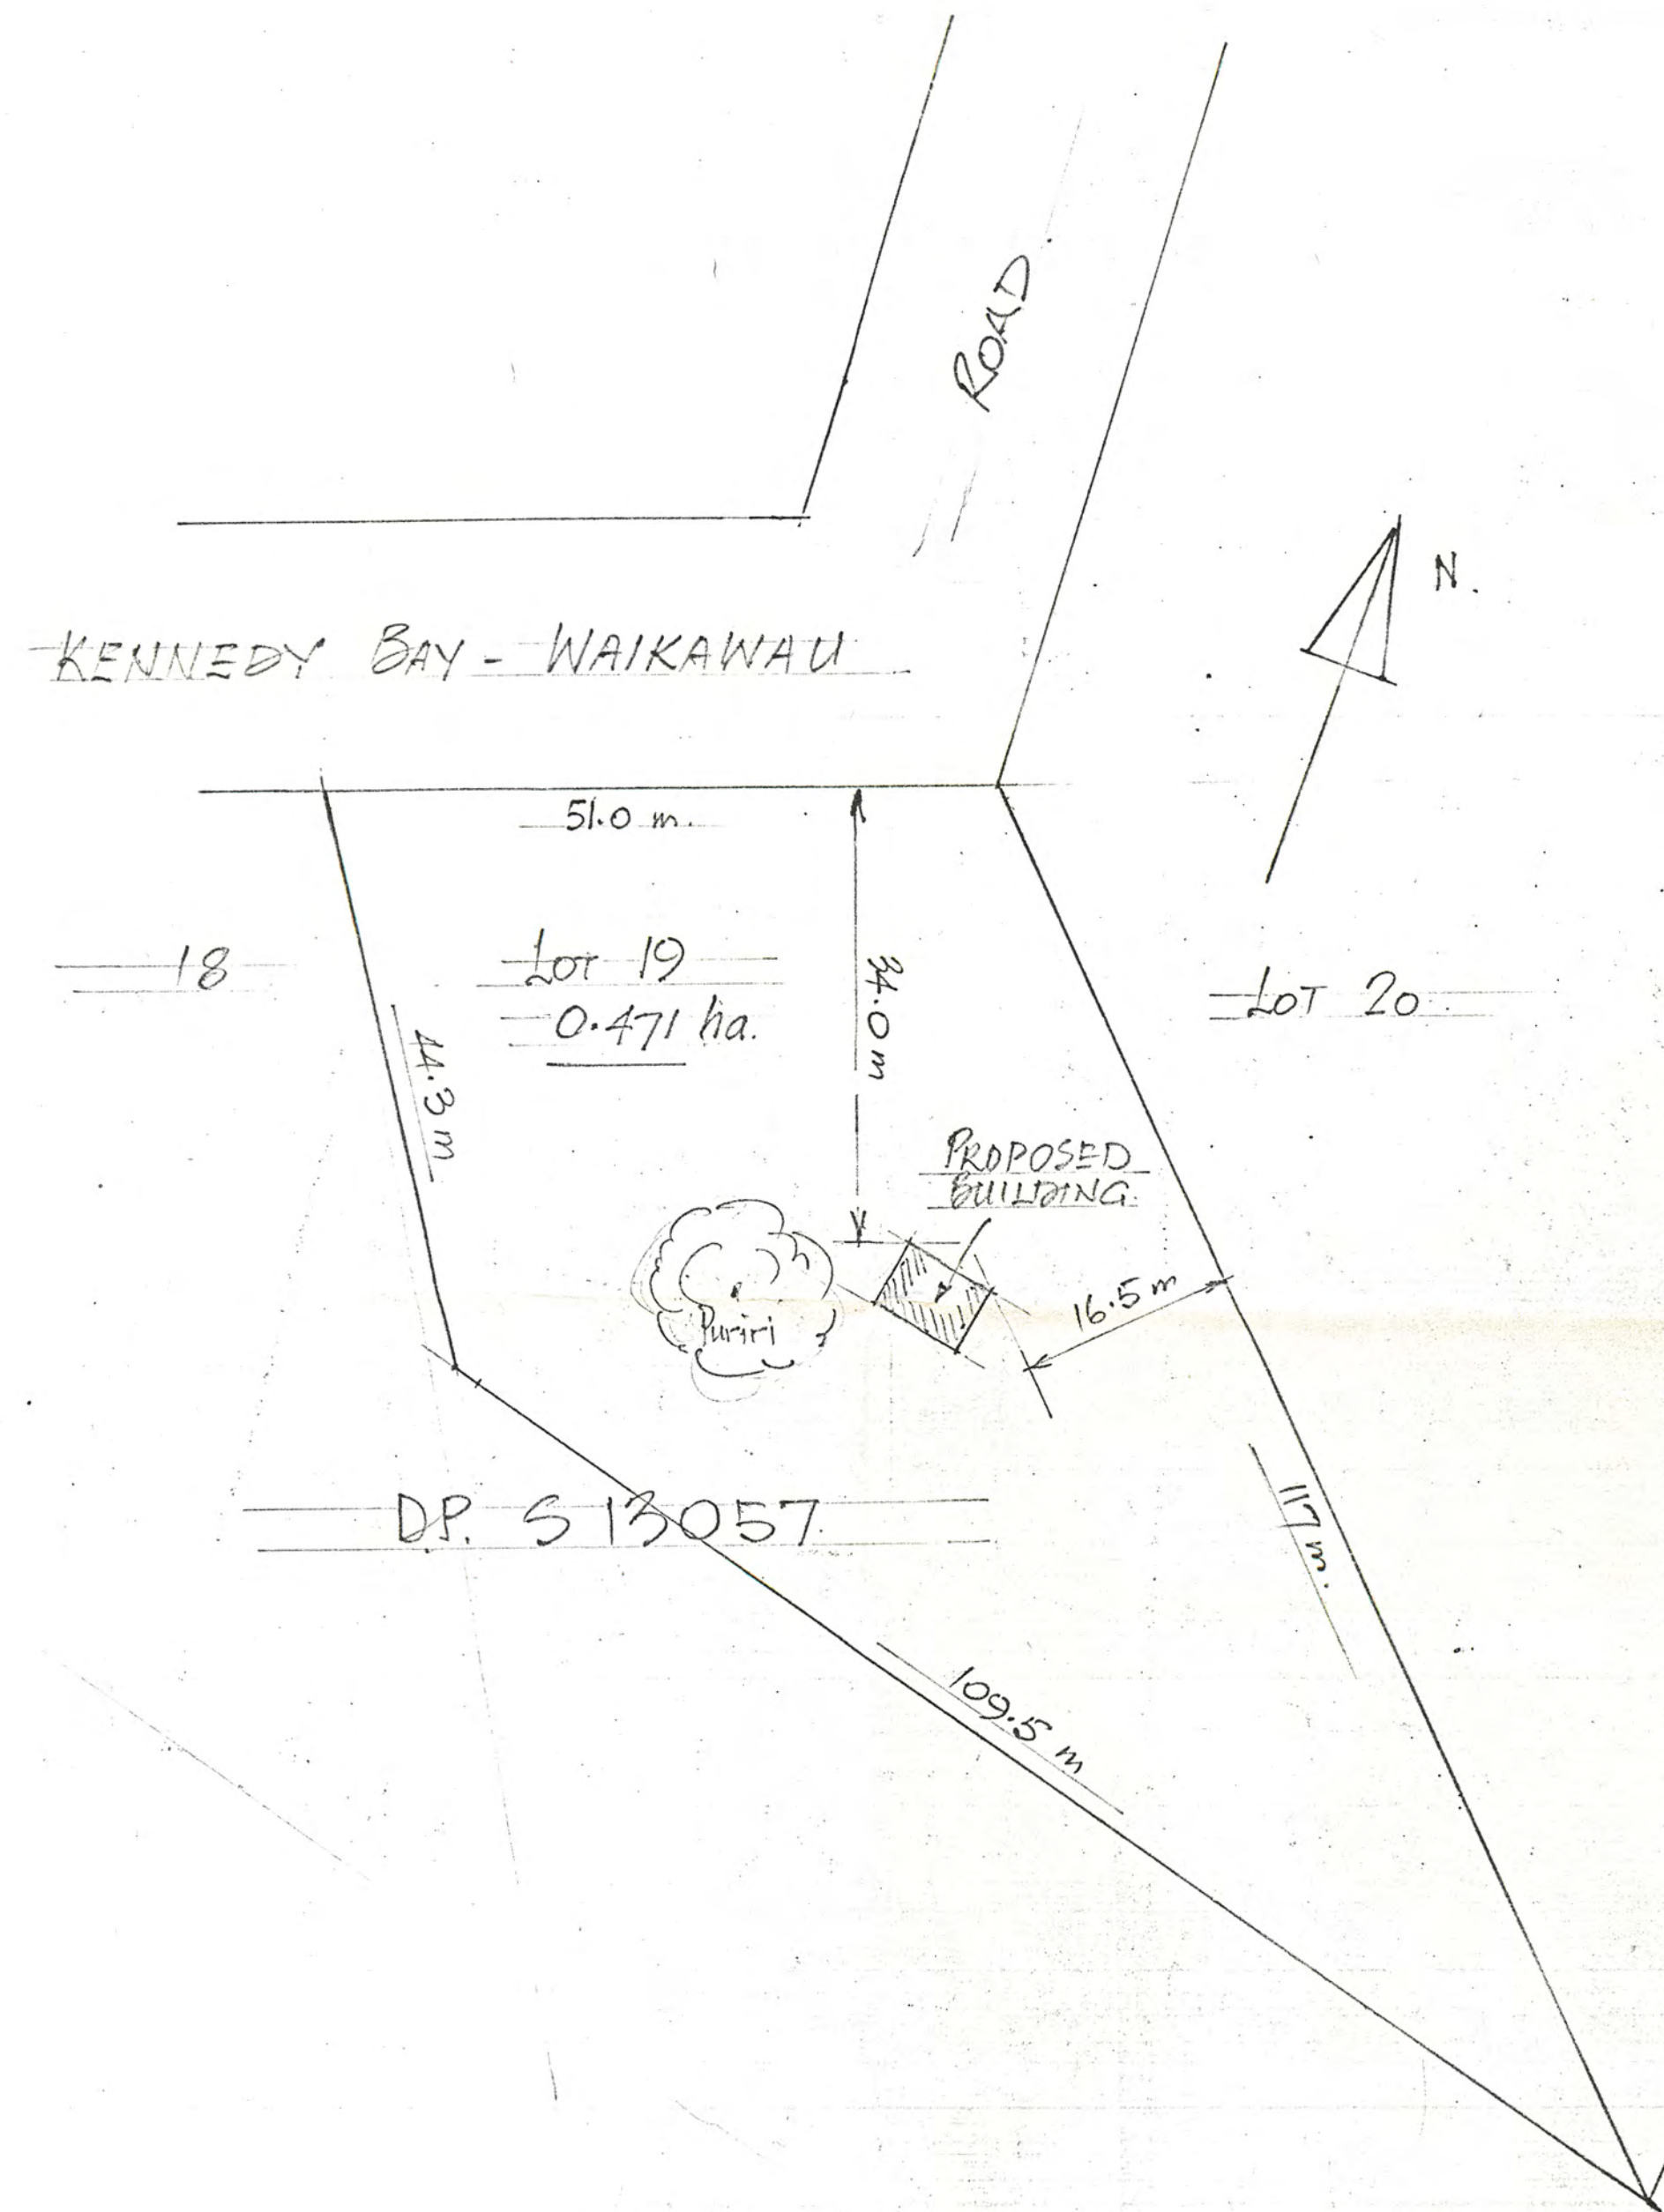 ROAD.
N.
KENNEDY BAY - WAIKAWAU
51.0 m.
18
LOT 19
0.471 ha.
34.0 m
LOT 20
44.3 m
PROPOSED
BUILDING.
16.5 m
Puriri
D.P. S 13057.
117 m.
109.5 m